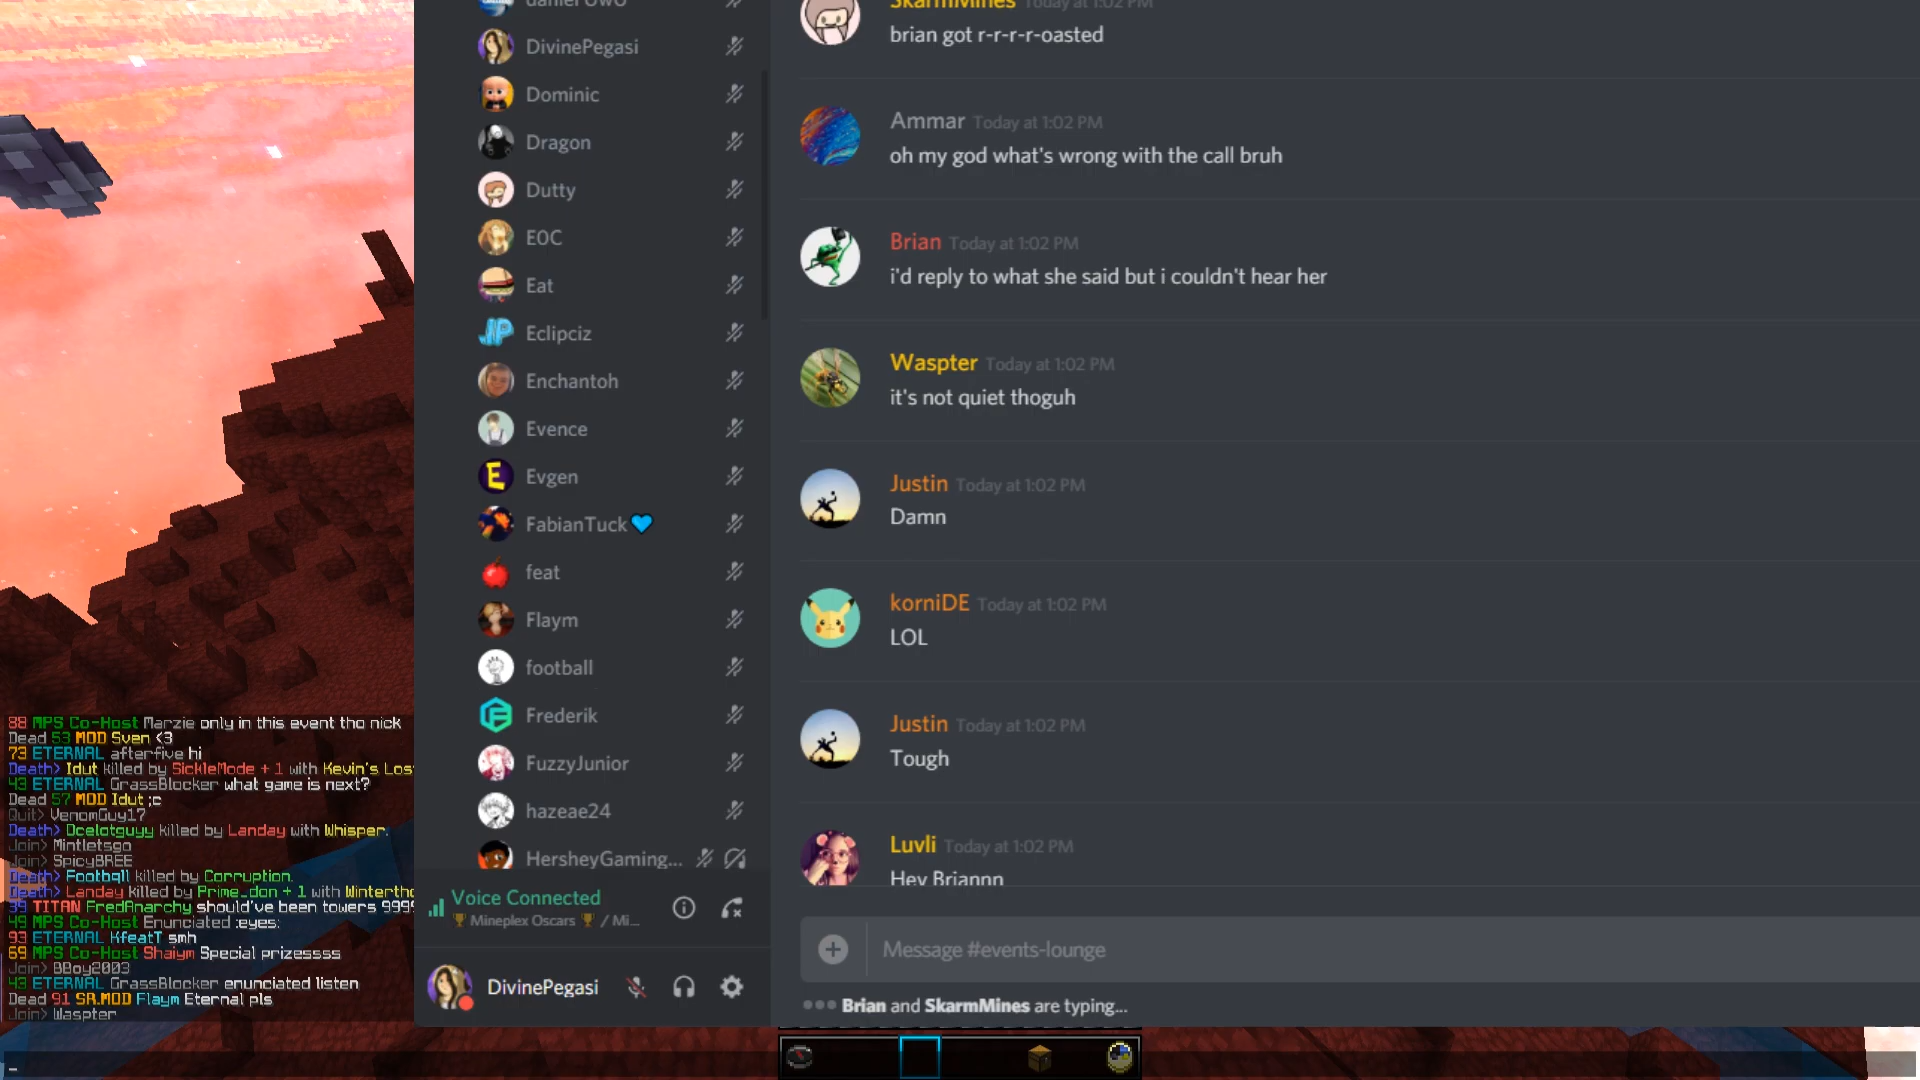 danielUwU
DivinePegasi
Dominic
Dragon
Dutty
E0C
Eat
Eclipciz
Enchantoh
Evence
Evgen
FabianTuck💙
feat
Flaym
football
Frederik
FuzzyJunior
hazeae24
HersheyGaming...
Voice Connected
🏆 Mineplex Oscars 🏆 / Mi...
DivinePegasi
SkarmMines Today at 1:02 PM
brian got r-r-r-r-oasted
Ammar Today at 1:02 PM
oh my god what's wrong with the call bruh
Brian Today at 1:02 PM
i'd reply to what she said but i couldn't hear her
Waspter Today at 1:02 PM
it's not quiet thoguh
Justin Today at 1:02 PM
Damn
korniDE Today at 1:02 PM
LOL
Justin Today at 1:02 PM
Tough
Luvli Today at 1:02 PM
Hey Briannn
Message #events-lounge
Brian and SkarmMines are typing...
88 MPS Co-Host Marzie only in this event tho nick
Dead 53 MOD Sven <3
73 ETERNAL afterfive hi
Death> Idut killed by SickleMode + 1 with Kevin's Los
43 ETERNAL GrassBlocker what game is next?
Dead 57 MOD Idut ;c
Quit> VenomGuy17
Death> Ocelotguyy killed by Landay with Whisper.
Join> Mintletsgo
Join> SpicyBREE
Death> Footbqll killed by Corruption.
Death> Landay killed by Prime_don + 1 with Wintertho
39 TITAN FredAnarchy should've been towers 999
49 MPS Co-Host Enunciated :eyes:
93 ETERNAL KfeatT smh
69 MPS Co-Host Shaiym Special prizessss
Join> BBoy2003
43 ETERNAL GrassBlocker enunciated listen
Dead 91 SR.MOD Flaym Eternal pls
Join> Waspter